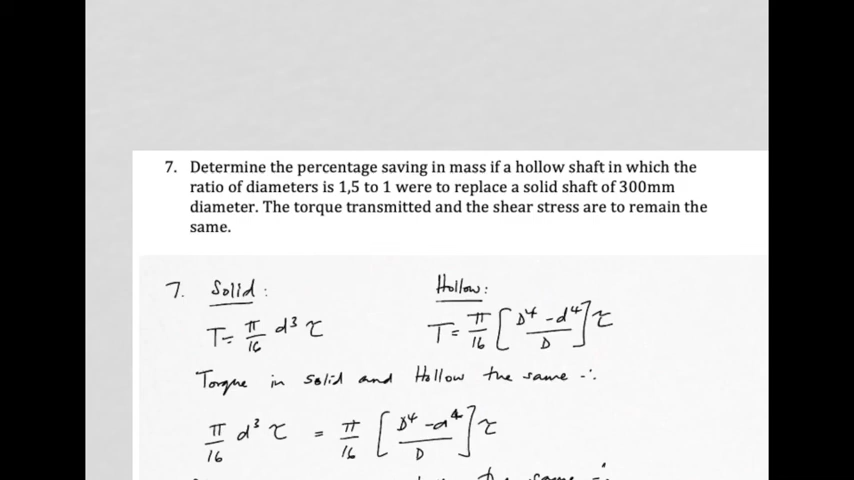 7. Determine the percentage saving in mass if a hollow shaft in which the
ratio of diameters is 1,5 to 1 were to replace a solid shaft of 300mm
diameter. The torque transmitted and the shear stress are to remain the
same.
7. Solid: Hollow:
T= π/16 d³ τ T= π/16 [D⁴ -d⁴/D] τ
Torque in solid and Hollow the same ∴
π/16 d³ τ = π/16 [D⁴ -d⁴/D] τ
the same